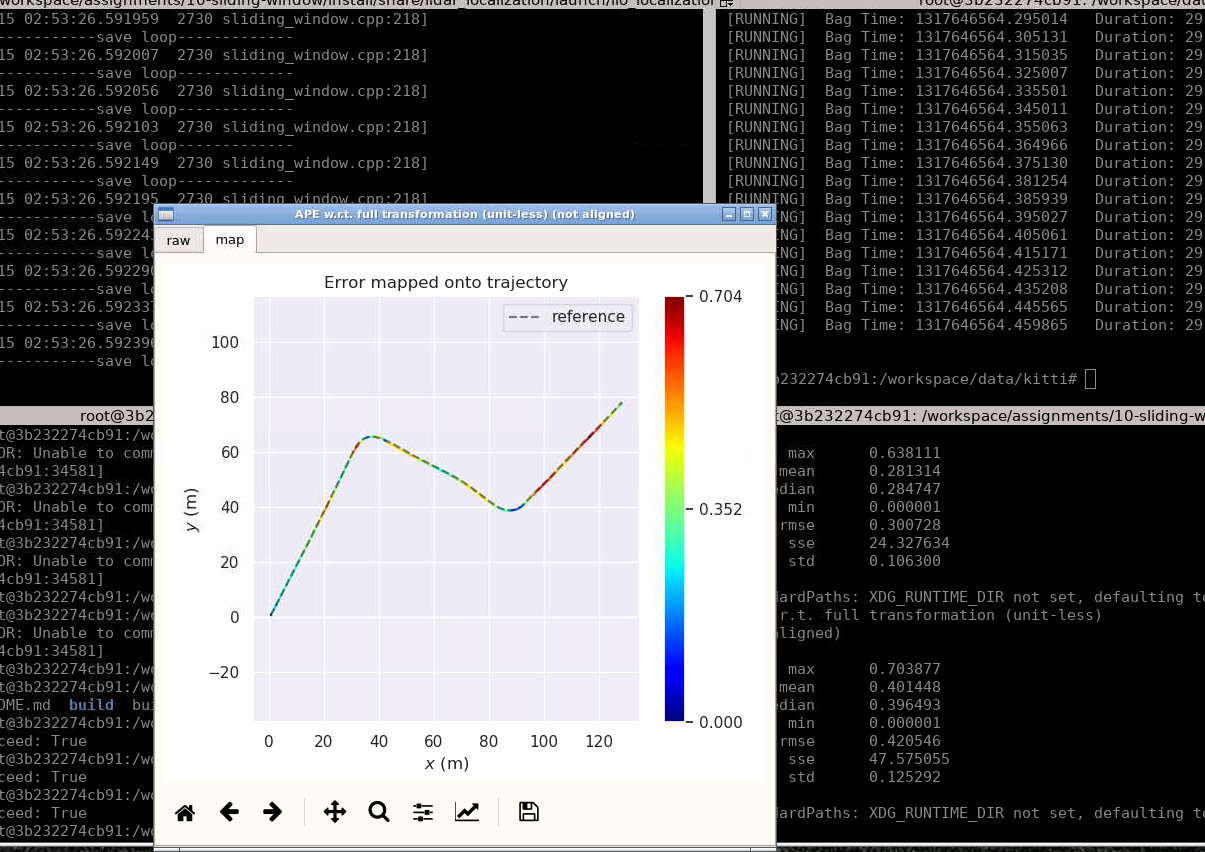 workspace/assignments/10-sliding-window/install/share/lidar_localization/launch/lio_localization
15 02:53:26.591959  2730 sliding_window.cpp:218]
-----------save loop-------------
15 02:53:26.592007  2730 sliding_window.cpp:218]
-----------save loop-------------
15 02:53:26.592056  2730 sliding_window.cpp:218]
-----------save loop-------------
15 02:53:26.592103  2730 sliding_window.cpp:218]
-----------save loop-------------
15 02:53:26.592149  2730 sliding_window.cpp:218]
-----------save loop-------------
15 02:53:26.592195  2730 sliding_window.cpp:218]
-----------save lo
15 02:53:26.59224
-----------save lo
15 02:53:26.59229
-----------save lo
15 02:53:26.59233
-----------save lo
15 02:53:26.592396
-----------save lo
root@3b232274cb91: /workspace/da
[RUNNING]  Bag Time: 1317646564.295014   Duration: 29
[RUNNING]  Bag Time: 1317646564.305131   Duration: 29
[RUNNING]  Bag Time: 1317646564.315035   Duration: 29
[RUNNING]  Bag Time: 1317646564.325007   Duration: 29
[RUNNING]  Bag Time: 1317646564.335501   Duration: 29
[RUNNING]  Bag Time: 1317646564.345011   Duration: 29
[RUNNING]  Bag Time: 1317646564.355063   Duration: 29
[RUNNING]  Bag Time: 1317646564.364966   Duration: 29
[RUNNING]  Bag Time: 1317646564.375130   Duration: 29
[RUNNING]  Bag Time: 1317646564.381254   Duration: 29
[RUNNING]  Bag Time: 1317646564.385939   Duration: 29
ING]  Bag Time: 1317646564.395027   Duration: 29
ING]  Bag Time: 1317646564.405061   Duration: 29
ING]  Bag Time: 1317646564.415171   Duration: 29
ING]  Bag Time: 1317646564.425312   Duration: 29
ING]  Bag Time: 1317646564.435208   Duration: 29
ING]  Bag Time: 1317646564.445565   Duration: 29
ING]  Bag Time: 1317646564.459865   Duration: 29
b232274cb91:/workspace/data/kitti#
APE w.r.t. full transformation (unit-less) (not aligned)
raw map
Error mapped onto trajectory
reference
100
80
60
40
20
0
−20
y (m)
0 20 40 60 80 100 120
x (m)
0.704
0.352
0.000
root@3b2
t@3b232274cb91:/wo
OR: Unable to comm
4cb91:34581]
t@3b232274cb91:/wo
OR: Unable to comm
4cb91:34581]
t@3b232274cb91:/wo
OR: Unable to comm
4cb91:34581]
t@3b232274cb91:/wo
t@3b232274cb91:/wo
OR: Unable to comm
4cb91:34581]
t@3b232274cb91:/wo
t@3b232274cb91:/wo
OME.md  build  bui
t@3b232274cb91:/wo
ceed: True
t@3b232274cb91:/wo
ceed: True
t@3b232274cb91:/wo
ceed: True
t@3b232274cb91:/wo
t@3b232274cb91: /workspace/assignments/10-sliding-w
max      0.638111
mean      0.281314
edian      0.284747
min      0.000001
rmse      0.300728
sse      24.327634
std      0.106300
dardPaths: XDG_RUNTIME_DIR not set, defaulting to
r.t. full transformation (unit-less)
ligned)
max      0.703877
mean      0.401448
edian      0.396493
min      0.000001
rmse      0.420546
sse      47.575055
std      0.125292
dardPaths: XDG_RUNTIME_DIR not set, defaulting to